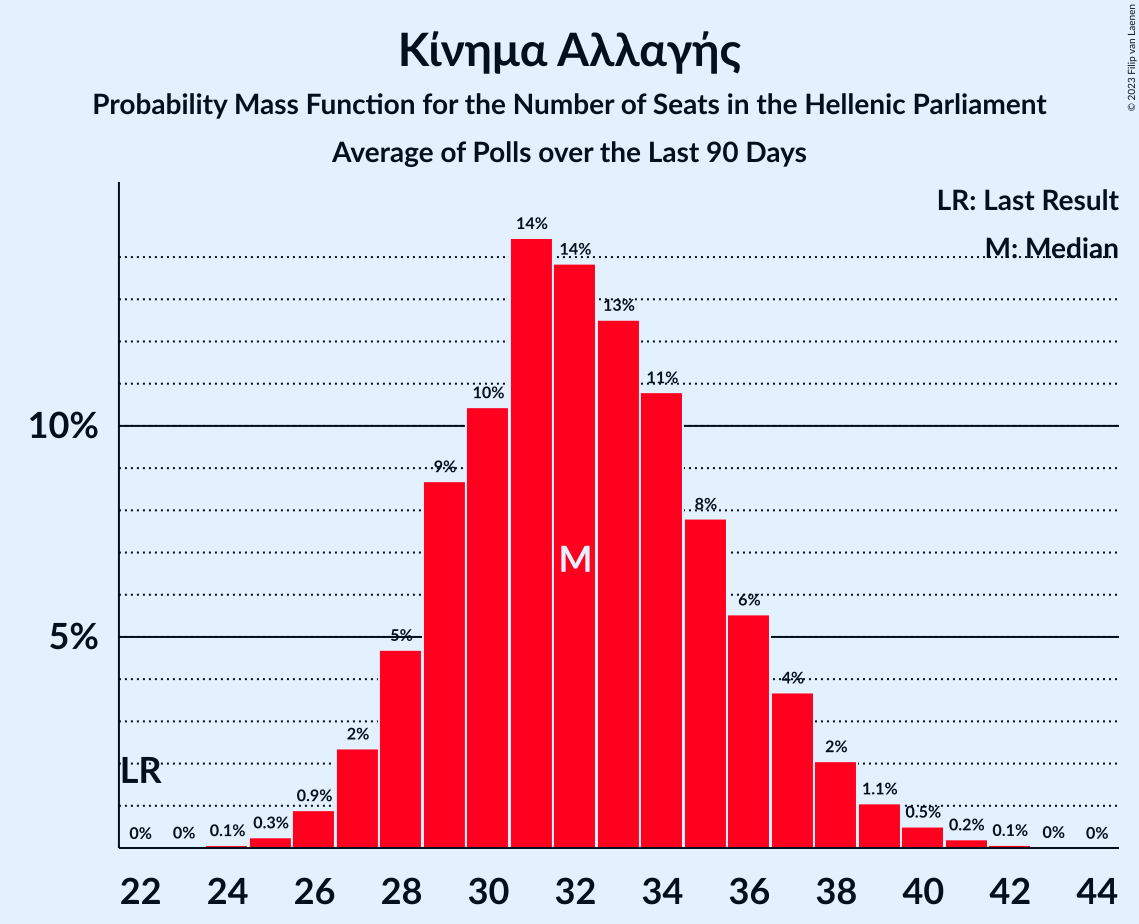 Κίνημα Αλλαγής
Probability Mass Function for the Number of Seats in the Hellenic Parliament
Average of Polls over the Last 90 Days
© 2023 Filip van Laenen
LR: Last Result
M: Median
14%
14%
13%
11%
10%
10%
9%
8%
6%
5%
5%
4%
2%
2%
LR
M
0% 0% 0.1% 0.3% 0.9% 1.1% 0.5% 0.2% 0.1% 0% 0%
22 24 26 28 30 32 34 36 38 40 42 44